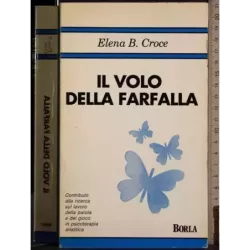 IL VOLO DELLA FARFALLA
Elena B. Croce
IL VOLO
DELLA FARFALLA
Contributo
alla ricerca
sul lavoro
della parola
e del gioco
in psicoterapia
analitica
BORLA